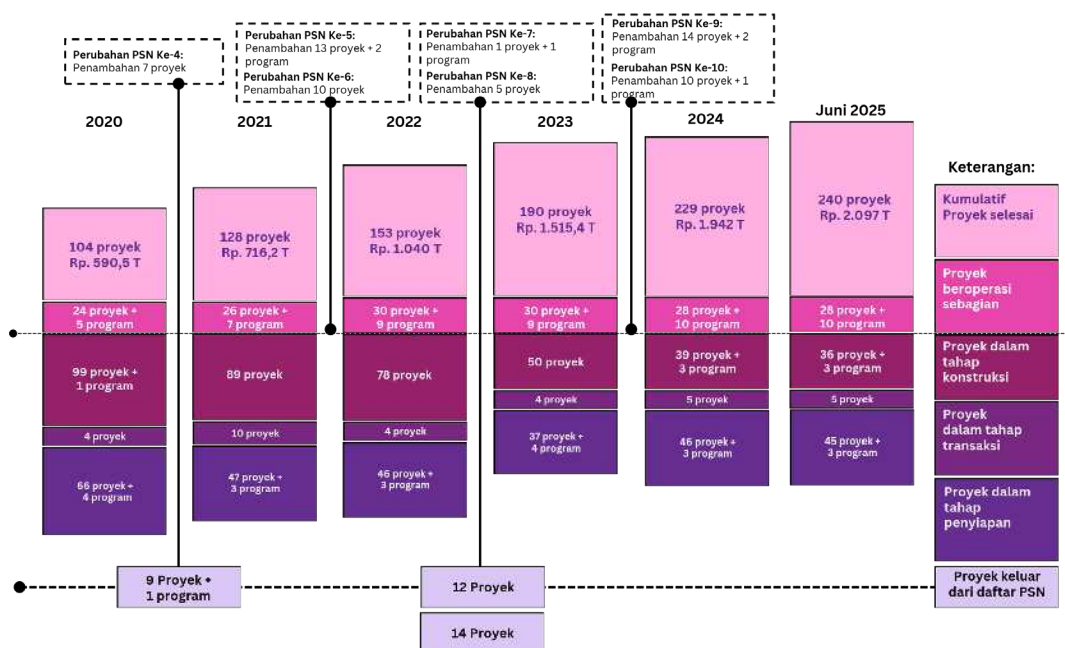 Perubahan PSN Ke-4:
Penambahan 7 proyek
Perubahan PSN Ke-5:
Penambahan 13 proyek + 2
program
Perubahan PSN Ke-6:
Penambahan 10 proyek
Perubahan PSN Ke-7:
Penambahan 1 proyek + 1
program
Perubahan PSN Ke-8:
Penambahan 5 proyek
Perubahan PSN Ke-9:
Penambahan 14 proyek + 2
program
Perubahan PSN Ke-10:
Penambahan 10 proyek + 1
program
2020
104 proyek
Rp. 590,5 T
24 proyek +
5 program
99 proyek +
1 program
4 proyek
66 proyek +
4 program
2021
128 proyek
Rp. 716,2 T
26 proyek +
7 program
89 proyek
10 proyek
47 proyek +
3 program
2022
153 proyek
Rp. 1.040 T
30 proyek +
9 program
78 proyek
4 proyek
46 proyek +
3 program
2023
190 proyek
Rp. 1.515,4 T
30 proyek +
9 program
50 proyek
4 proyek
37 proyek +
4 program
2024
229 proyek
Rp. 1.942 T
28 proyek +
10 program
39 proyek +
3 program
5 proyek
46 proyek +
3 program
Juni 2025
240 proyek
Rp. 2.097 T
28 proyek +
10 program
36 proyek +
3 program
5 proyek
45 proyek +
3 program
Keterangan:
Kumulatif
Proyek selesai
Proyek
beroperasi
sebagian
Proyek dalam
tahap
konstruksi
Proyek
dalam tahap
transaksi
Proyek dalam
tahap
penyiapan
9 Proyek +
1 program
12 Proyek
14 Proyek
Proyek keluar
dari daftar PSN